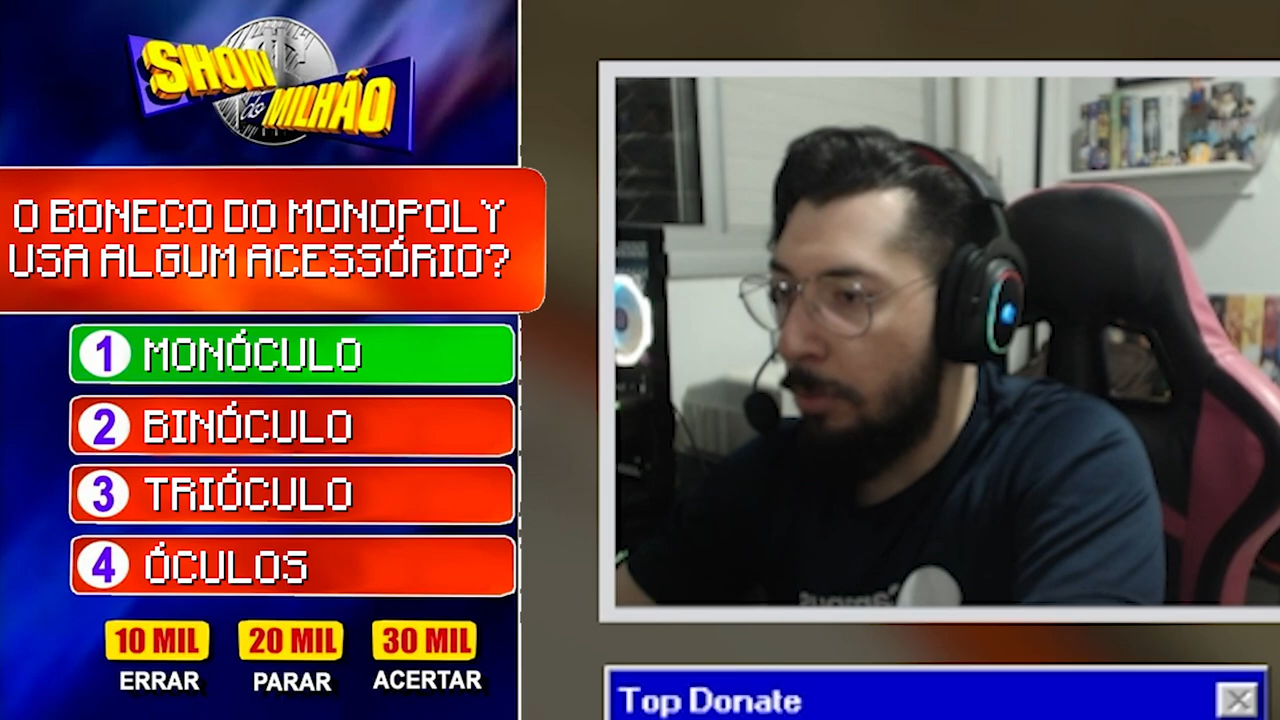 SHOW
do MILHÃO
O BONECO DO MONOPOLY
USA ALGUM ACESSÓRIO?
1 MONÓCULO
2 BINÓCULO
3 TRIÓCULO
4 ÓCULOS
10 MIL 20 MIL 30 MIL
ERRAR PARAR ACERTAR
Top Donate